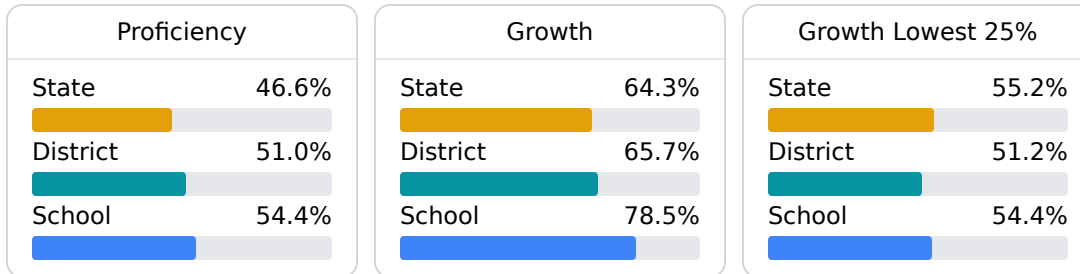 Proficiency
State 46.6%
District 51.0%
School 54.4%
Growth
State 64.3%
District 65.7%
School 78.5%
Growth Lowest 25%
State 55.2%
District 51.2%
School 54.4%